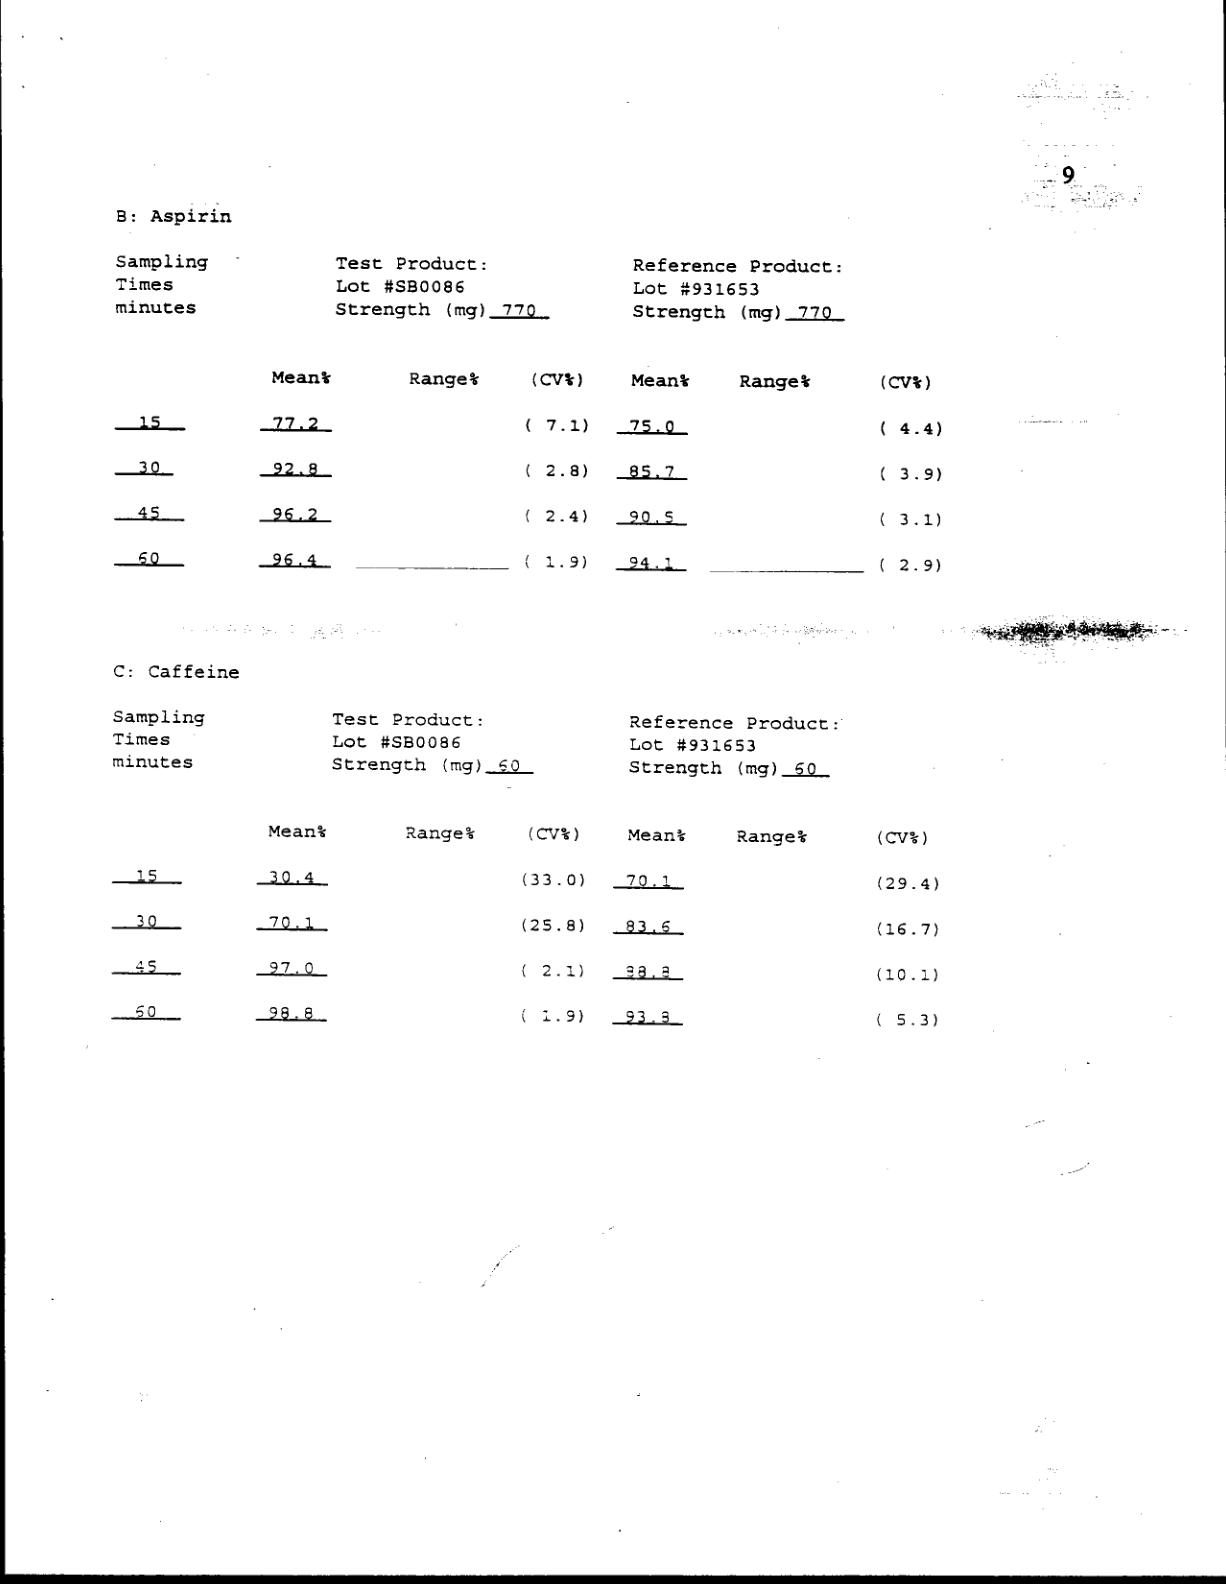 9
B: Aspirin
Sampling Test Product: Reference Product:
Times Lot #SB0086 Lot #931653
minutes Strength (mg) 770 Strength (mg) 770
Mean% Range% (CV%) Mean% Range% (CV%)
15 77.2 ( 7.1) 75.0 ( 4.4)
30 92.8 ( 2.8) 85.7 ( 3.9)
45 96.2 ( 2.4) 90.5 ( 3.1)
60 96.4 ( 1.9) 94.1 ( 2.9)
C: Caffeine
Sampling Test Product: Reference Product:
Times Lot #SB0086 Lot #931653
minutes Strength (mg) 60 Strength (mg) 60
Mean% Range% (CV%) Mean% Range% (CV%)
15 30.4 (33.0) 70.1 (29.4)
30 70.1 (25.8) 83.6 (16.7)
45 97.0 ( 2.1) (10.1)
60 98.8 ( 1.9) ( 5.3)